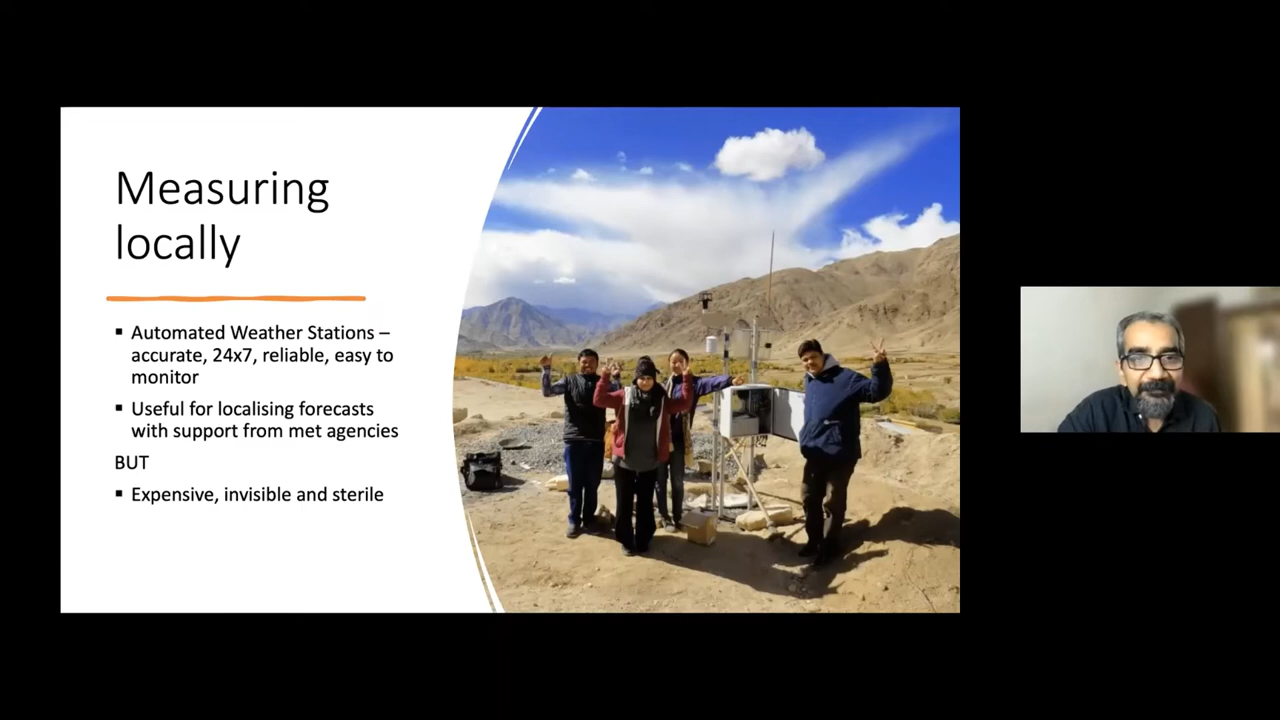 Measuring
locally
▪ Automated Weather Stations –
accurate, 24x7, reliable, easy to
monitor
▪ Useful for localising forecasts
with support from met agencies
BUT
▪ Expensive, invisible and sterile